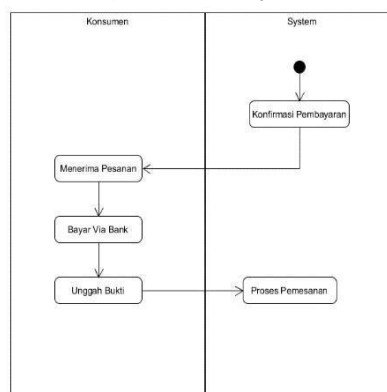 Konsumen
System
Konfirmasi Pembayaran
Menerima Pesanan
Bayar Via Bank
Unggah Bukti
Proses Pemesanan